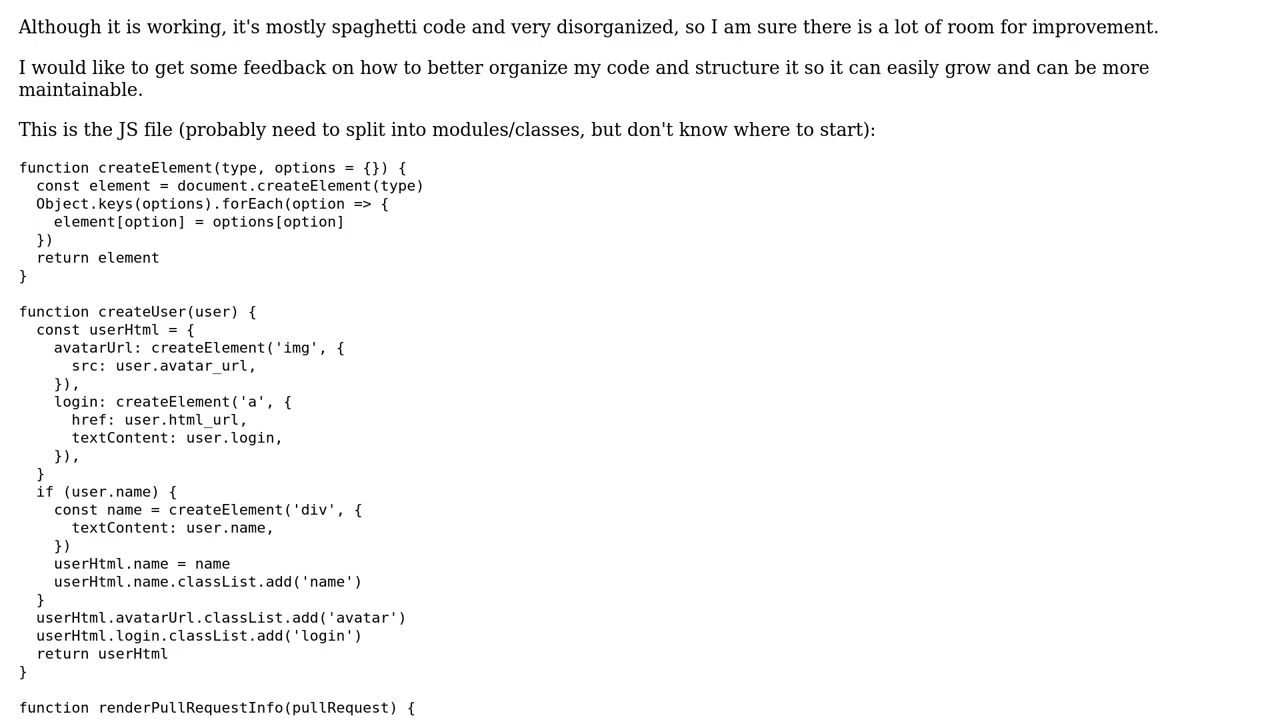 Although it is working, it's mostly spaghetti code and very disorganized, so I am sure there is a lot of room for improvement.
I would like to get some feedback on how to better organize my code and structure it so it can easily grow and can be more
maintainable.
This is the JS file (probably need to split into modules/classes, but don't know where to start):
function createElement(type, options = {}) {
  const element = document.createElement(type)
  Object.keys(options).forEach(option => {
    element[option] = options[option]
  })
  return element
}
function createUser(user) {
  const userHtml = {
    avatarUrl: createElement('img', {
      src: user.avatar_url,
    }),
    login: createElement('a', {
      href: user.html_url,
      textContent: user.login,
    }),
  }
  if (user.name) {
    const name = createElement('div', {
      textContent: user.name,
    })
    userHtml.name = name
    userHtml.name.classList.add('name')
  }
  userHtml.avatarUrl.classList.add('avatar')
  userHtml.login.classList.add('login')
  return userHtml
}
function renderPullRequestInfo(pullRequest) {